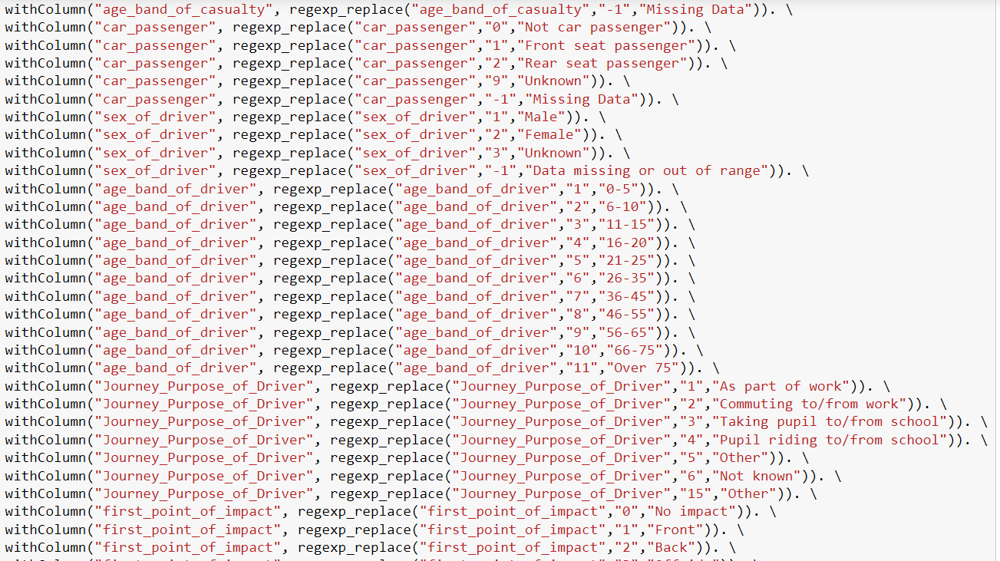 withColumn("age_band_of_casualty", regexp_replace("age_band_of_casualty","-1","Missing Data")). \
withColumn("car_passenger", regexp_replace("car_passenger","0","Not car passenger")). \
withColumn("car_passenger", regexp_replace("car_passenger","1","Front seat passenger")). \
withColumn("car_passenger", regexp_replace("car_passenger","2","Rear seat passenger")). \
withColumn("car_passenger", regexp_replace("car_passenger","9","Unknown")). \
withColumn("car_passenger", regexp_replace("car_passenger","-1","Missing Data")). \
withColumn("sex_of_driver", regexp_replace("sex_of_driver","1","Male")). \
withColumn("sex_of_driver", regexp_replace("sex_of_driver","2","Female")). \
withColumn("sex_of_driver", regexp_replace("sex_of_driver","3","Unknown")). \
withColumn("sex_of_driver", regexp_replace("sex_of_driver","-1","Data missing or out of range")). \
withColumn("age_band_of_driver", regexp_replace("age_band_of_driver","1","0-5")). \
withColumn("age_band_of_driver", regexp_replace("age_band_of_driver","2","6-10")). \
withColumn("age_band_of_driver", regexp_replace("age_band_of_driver","3","11-15")). \
withColumn("age_band_of_driver", regexp_replace("age_band_of_driver","4","16-20")). \
withColumn("age_band_of_driver", regexp_replace("age_band_of_driver","5","21-25")). \
withColumn("age_band_of_driver", regexp_replace("age_band_of_driver","6","26-35")). \
withColumn("age_band_of_driver", regexp_replace("age_band_of_driver","7","36-45")). \
withColumn("age_band_of_driver", regexp_replace("age_band_of_driver","8","46-55")). \
withColumn("age_band_of_driver", regexp_replace("age_band_of_driver","9","56-65")). \
withColumn("age_band_of_driver", regexp_replace("age_band_of_driver","10","66-75")). \
withColumn("age_band_of_driver", regexp_replace("age_band_of_driver","11","Over 75")). \
withColumn("Journey_Purpose_of_Driver", regexp_replace("Journey_Purpose_of_Driver","1","As part of work")). \
withColumn("Journey_Purpose_of_Driver", regexp_replace("Journey_Purpose_of_Driver","2","Commuting to/from work")). \
withColumn("Journey_Purpose_of_Driver", regexp_replace("Journey_Purpose_of_Driver","3","Taking pupil to/from school")). \
withColumn("Journey_Purpose_of_Driver", regexp_replace("Journey_Purpose_of_Driver","4","Pupil riding to/from school")). \
withColumn("Journey_Purpose_of_Driver", regexp_replace("Journey_Purpose_of_Driver","5","Other")). \
withColumn("Journey_Purpose_of_Driver", regexp_replace("Journey_Purpose_of_Driver","6","Not known")). \
withColumn("Journey_Purpose_of_Driver", regexp_replace("Journey_Purpose_of_Driver","15","Other")). \
withColumn("first_point_of_impact", regexp_replace("first_point_of_impact","0","No impact")). \
withColumn("first_point_of_impact", regexp_replace("first_point_of_impact","1","Front")). \
withColumn("first_point_of_impact", regexp_replace("first_point_of_impact","2","Back")). \